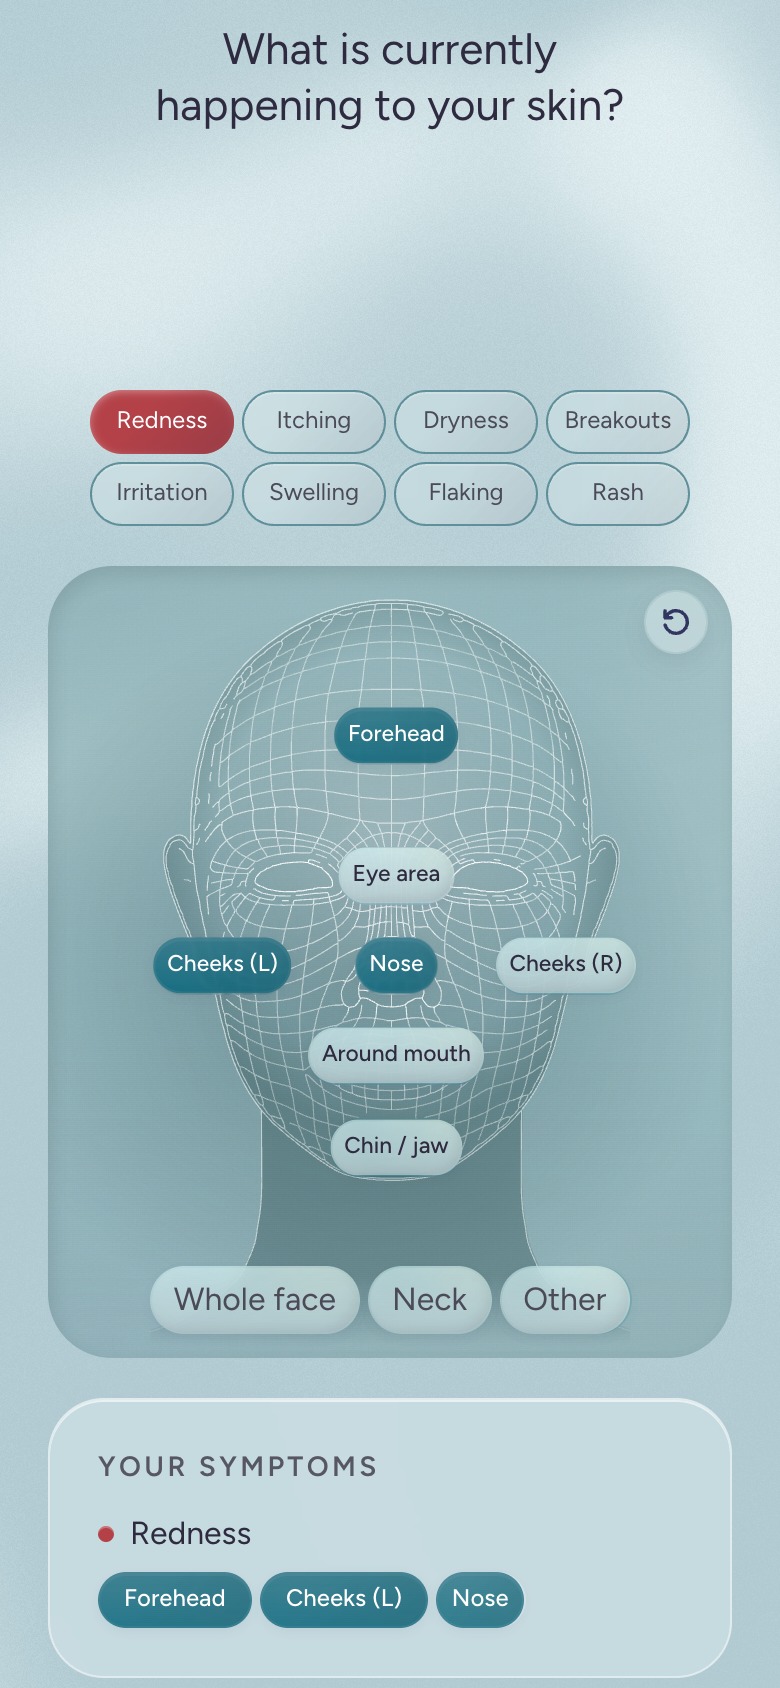 What is currently
happening to your skin?
Redness Itching Dryness Breakouts
Irritation Swelling Flaking Rash
Forehead
Eye area
Cheeks (L) Nose Cheeks (R)
Around mouth
Chin / jaw
Whole face Neck Other
YOUR SYMPTOMS
Redness
Forehead Cheeks (L) Nose